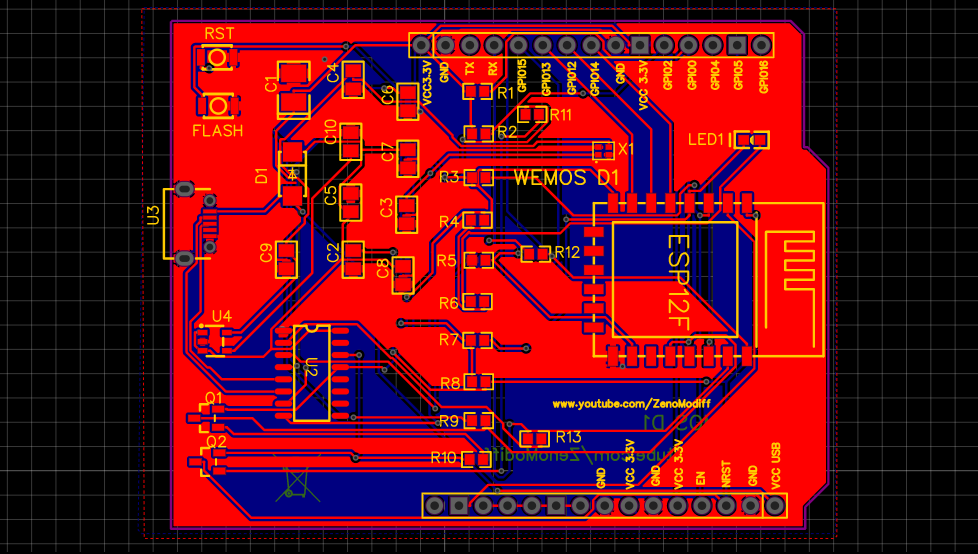 RST
FLASH
C1
C4
C6
C10
C7
D1
C5
C3
C9
C2
C8
U3
U4
U2
Q1
Q2
VCC3.3V
GND
TX
RX
GPIO15
GPIO13
GPIO12
GPIO14
GND
VCC 3.3V
GPIO2
GPIO0
GPIO4
GPIO5
GPIO16
R1
R11
R2
X1
LED1
R3
WEMOS D1
R4
R5
R12
R6
R7
R8
R9
R13
R10
ESP12F
www.youtube.com/ZenoModiff
GND
VCC 3.3V
GND
VCC 3.3V
EN
NRST
GND
VCC USB